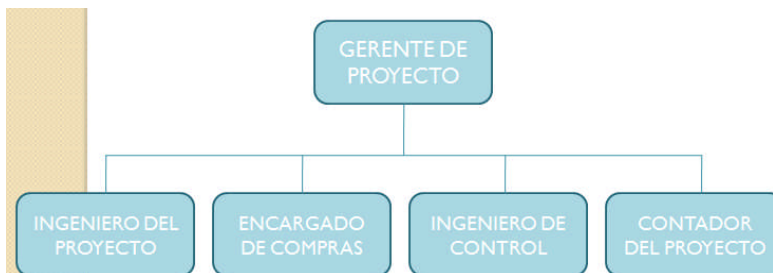 GERENTE DE
PROYECTO
INGENIERO DEL
PROYECTO
ENCARGADO
DE COMPRAS
INGENIERO DE
CONTROL
CONTADOR
DEL PROYECTO